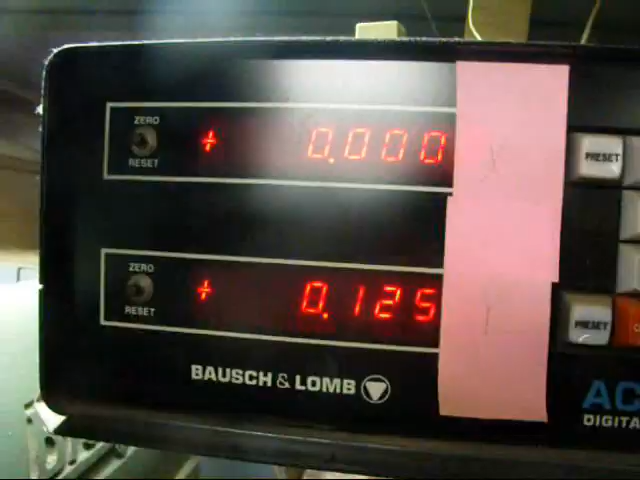 ZERO
+ 0.000
RESET
PRESET
ZERO
+ 0.125
RESET
PRESET
BAUSCH & LOMB
AC
DIGITA